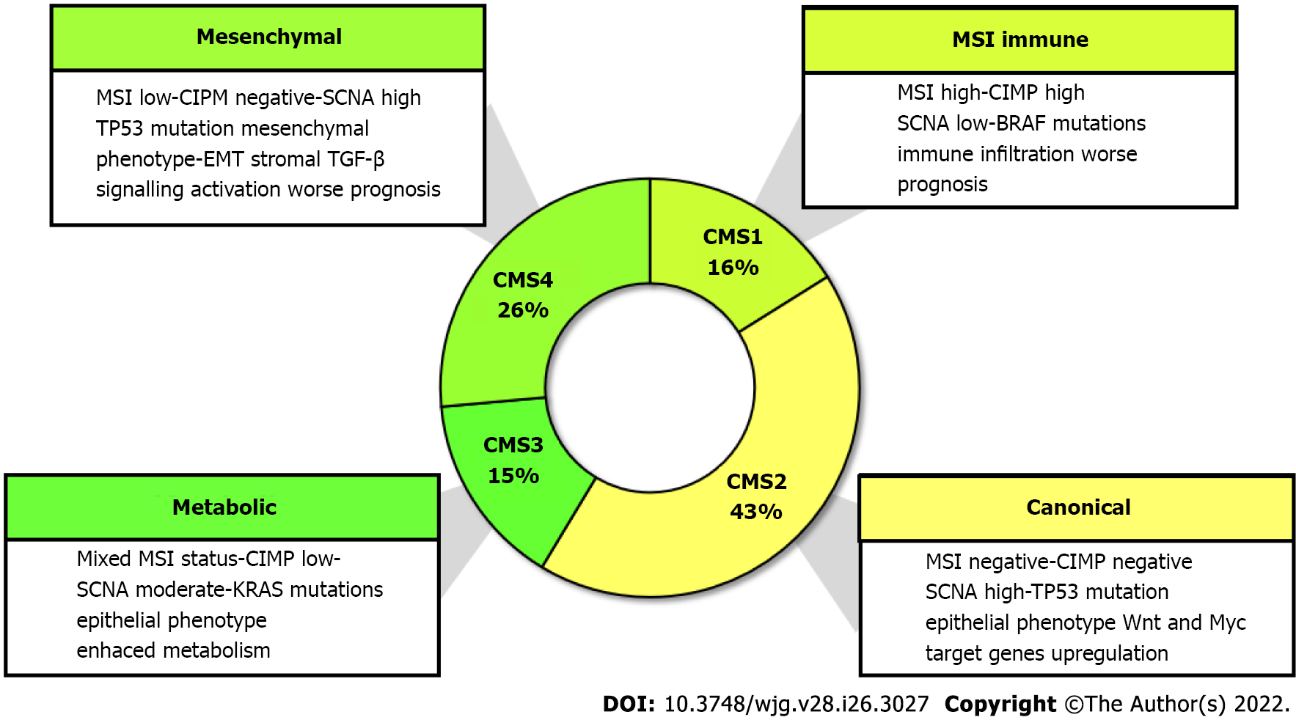 Mesenchymal
MSI low-CIPM negative-SCNA high
TP53 mutation mesenchymal
phenotype-EMT stromal TGF-β
signalling activation worse prognosis
MSI immune
MSI high-CIMP high
SCNA low-BRAF mutations
immune infiltration worse
prognosis
CMS1
16%
CMS4
26%
CMS3
15%
CMS2
43%
Metabolic
Mixed MSI status-CIMP low-
SCNA moderate-KRAS mutations
epithelial phenotype
enhaced metabolism
Canonical
MSI negative-CIMP negative
SCNA high-TP53 mutation
epithelial phenotype Wnt and Myc
target genes upregulation
DOI: 10.3748/wjg.v28.i26.3027 Copyright ©The Author(s) 2022.